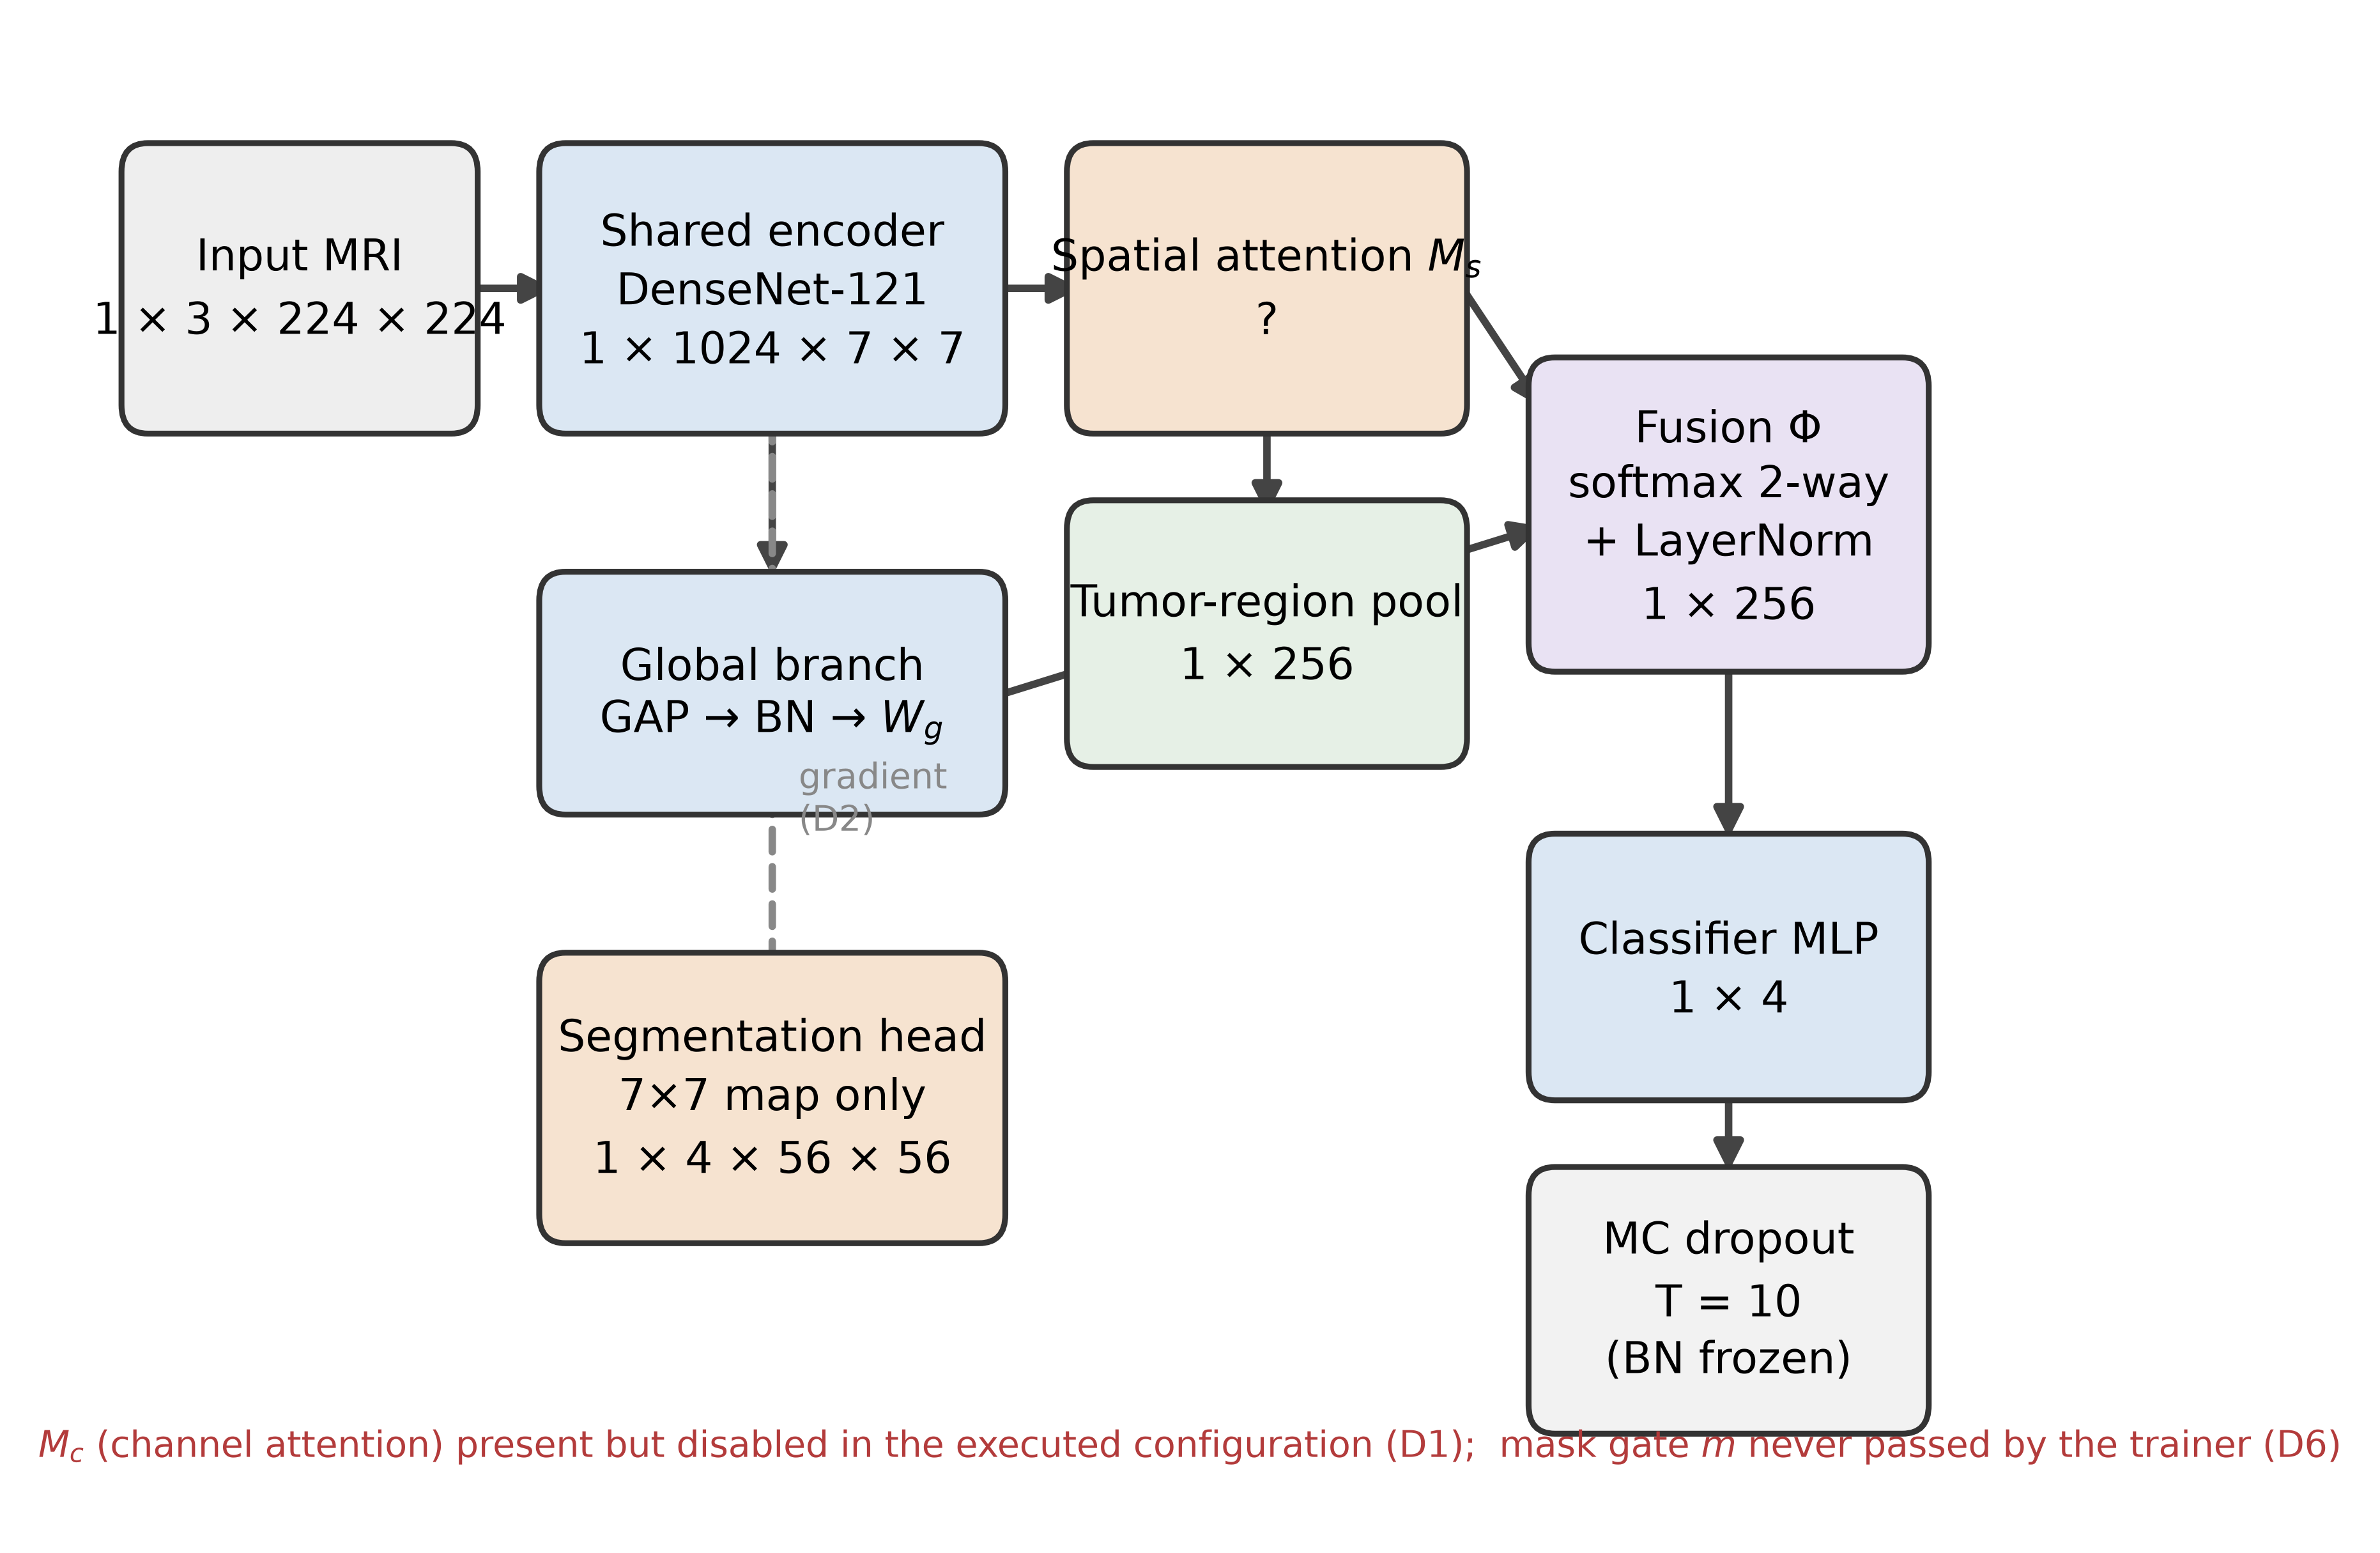 Input MRI
1 × 3 × 224 × 224
Shared encoder
DenseNet-121
1 × 1024 × 7 × 7
Spatial attention Mₛ
?
Fusion Φ
softmax 2-way
+ LayerNorm
1 × 256
Global branch
GAP → BN → W_g
gradient
(D2)
Tumor-region pool
1 × 256
Segmentation head
7×7 map only
1 × 4 × 56 × 56
Classifier MLP
1 × 4
MC dropout
T = 10
(BN frozen)
M_c (channel attention) present but disabled in the executed configuration (D1);  mask gate m never passed by the trainer (D6)